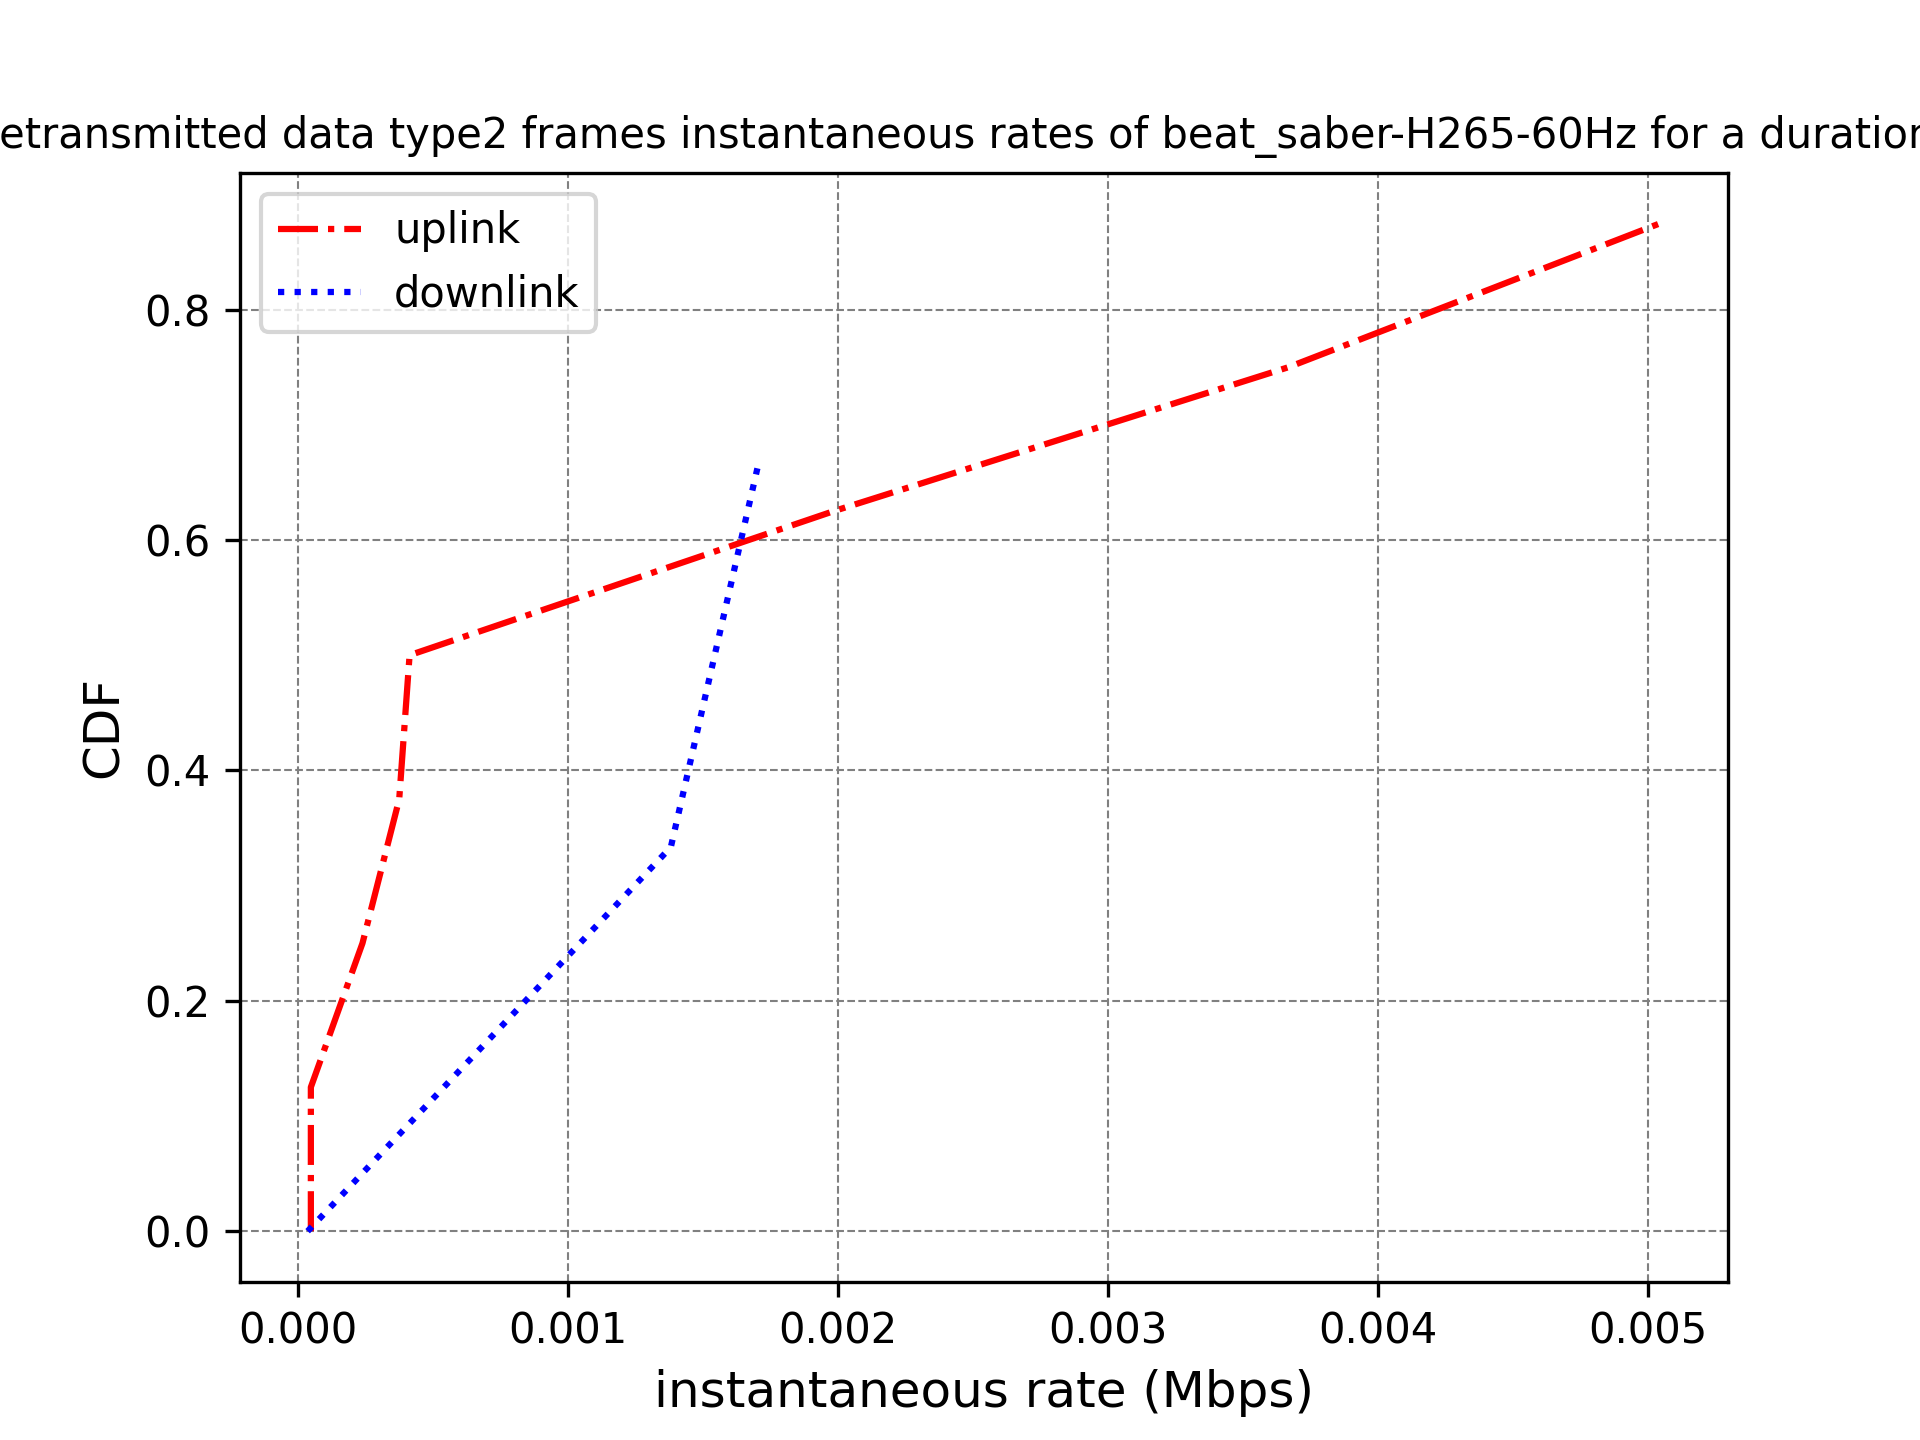 etransmitted data type2 frames instantaneous rates of beat_saber-H265-60Hz for a duration
uplink
downlink
0.8
0.6
0.4
0.2
0.0
CDF
0.000 0.001 0.002 0.003 0.004 0.005
instantaneous rate (Mbps)